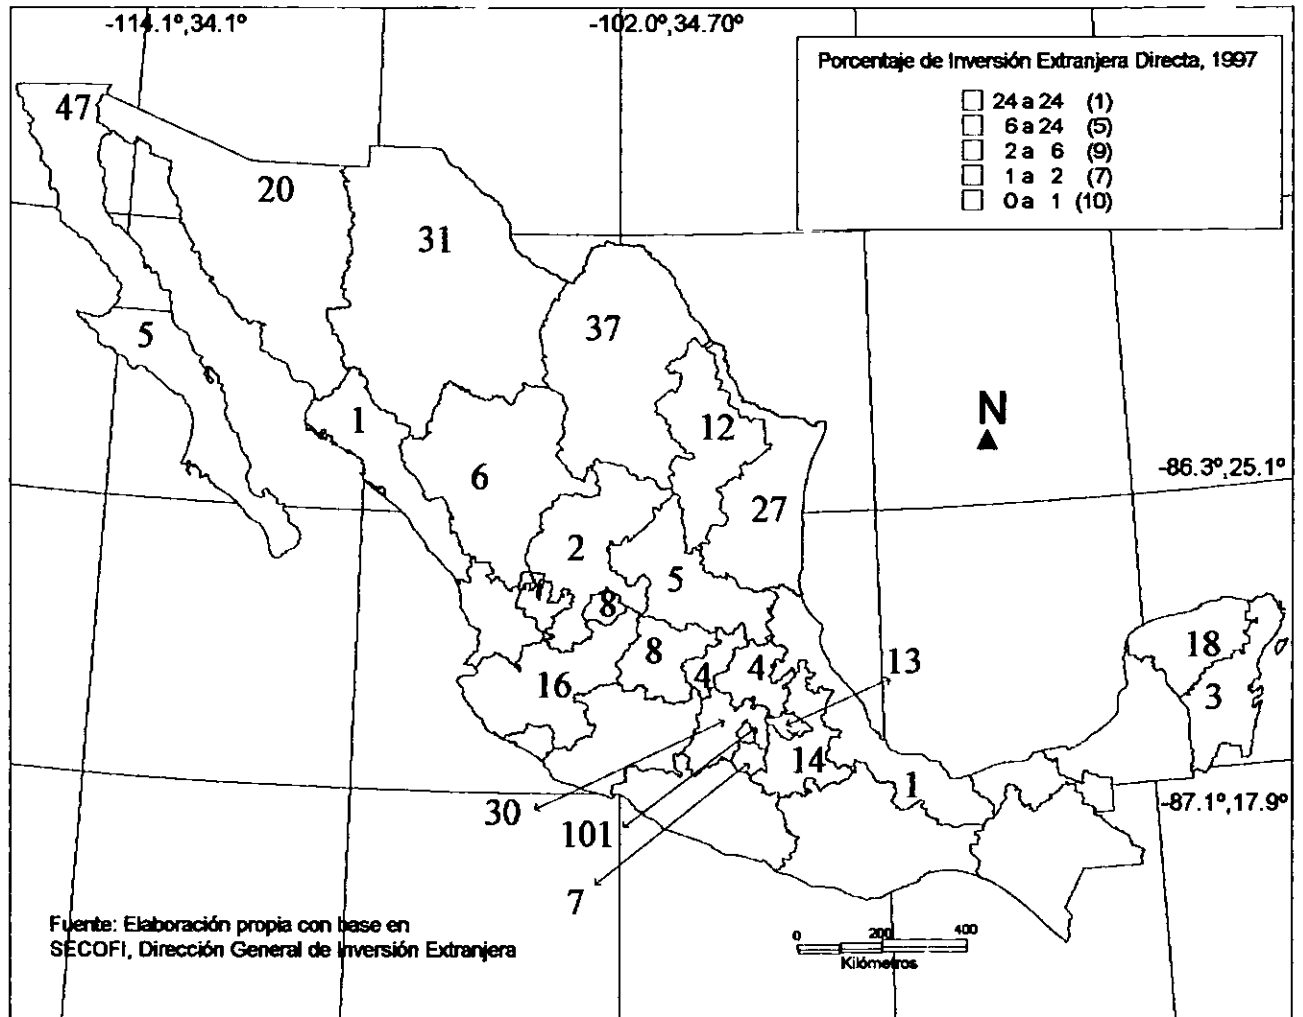 -114.1º,34.1º
-102.0º,34.70º
Porcentaje de Inversión Extranjera Directa, 1997
24 a 24 (1)
6 a 24 (5)
2 a 6 (9)
1 a 2 (7)
0 a 1 (10)
47
20
31
37
5
1
12
N
6
-86.3º,25.1º
27
2
5
8
18
8
4
4
13
16
3
14
1
30
101
-87.1º,17.9º
7
Fuente: Elaboración propia con base en
SECOFI, Dirección General de Inversión Extranjera
0 200 400
Kilómetros